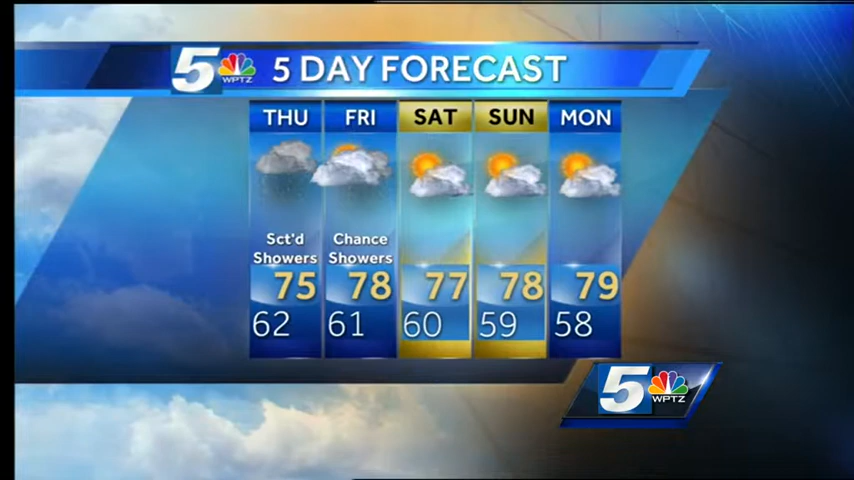 5 WPTZ 5 DAY FORECAST
THU FRI SAT SUN MON
Sct'd Chance
Showers Showers
75 78 77 78 79
62 61 60 59 58
5 WPTZ